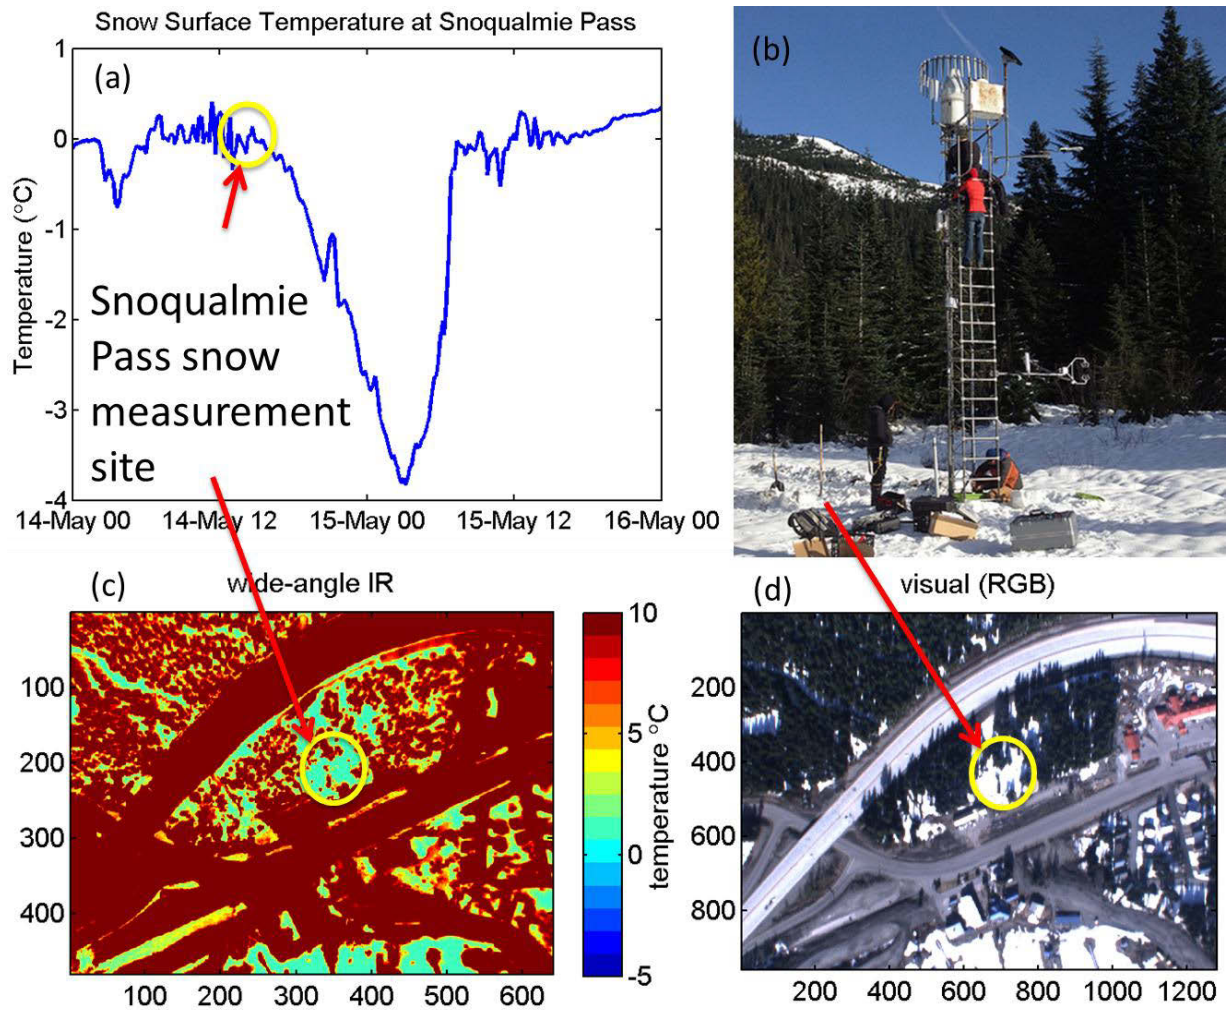 Snow Surface Temperature at Snoqualmie Pass
(a)
1
0
-1
-2
-3
-4
Temperature (°C)
14-May 00
14-May 12
15-May 00
15-May 12
16-May 00
Snoqualmie
Pass snow
measurement
site
(b)
(c)
wide-angle IR
100
200
300
400
100
200
300
400
500
600
10
5
0
-5
temperature °C
(d)
visual (RGB)
200
400
600
800
200
400
600
800
1000
1200